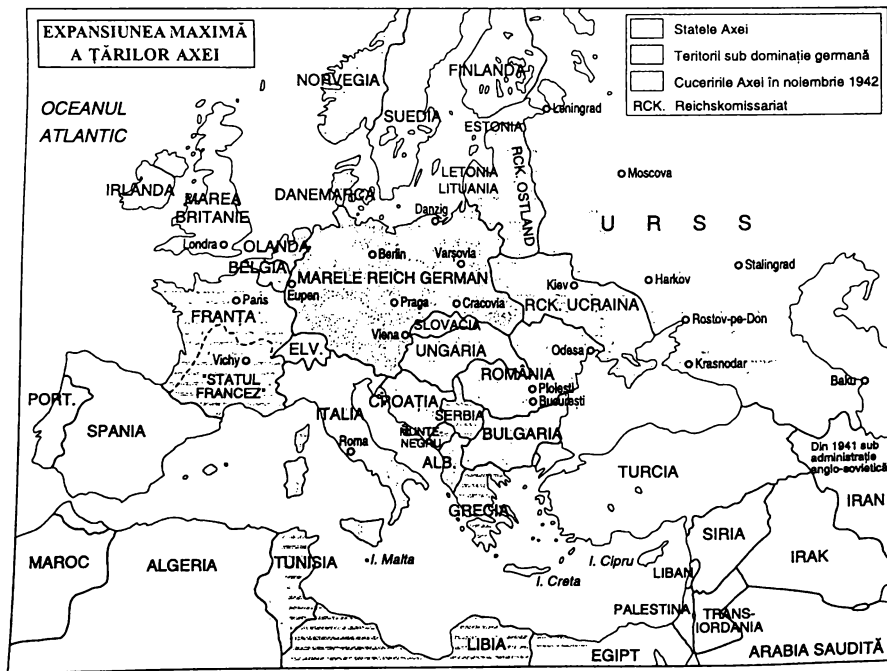 EXPANSIUNEA MAXIMĂ
A ȚĂRILOR AXEI
Statele Axei
Teritorii sub dominație germană
Cuceririle Axei în noiembrie 1942
RCK. Reichskomissariat
OCEANUL
ATLANTIC
NORVEGIA
FINLANDA
SUEDIA
Leningrad
ESTONIA
RCK. OSTLAND
LETONIA
LITUANIA
Moscova
IRLANDA
MAREA
BRITANIE
DANEMARCA
Danzig
U R S S
Londra
OLANDA
Berlin
Varșovia
BELGIA
MARELE REICH GERMAN
Stalingrad
Kiev
Harkov
Eupen
Paris
Praga
Cracovia
RCK. UCRAINA
FRANȚA
SLOVACIA
Rostov-pe-Don
Viena
ELV.
UNGARIA
Odesa
Vichy
Krasnodar
STATUL
FRANCEZ
ROMÂNIA
Ploiești
București
Baku
PORT.
CROAȚIA
ITALIA
SERBIA
SPANIA
MUNTE-
NEGRU
BULGARIA
Roma
ALB.
Din 1941 sub
administrație
anglo-sovietică
TURCIA
GRECIA
IRAN
SIRIA
MAROC
ALGERIA
TUNISIA
I. Malta
I. Cipru
IRAK
I. Creta
LIBAN
PALESTINA
TRANS-
IORDANIA
LIBIA
EGIPT
ARABIA SAUDITĂ